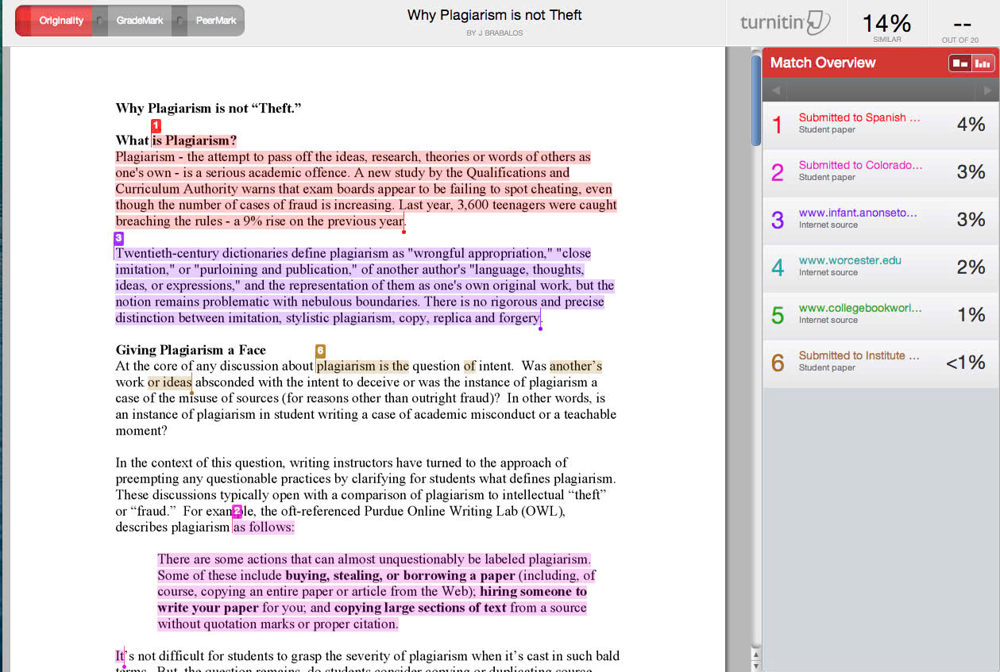 Originality
GradeMark
PeerMark
Why Plagiarism is not Theft
BY J BRABALOS
turnitin
14%
SIMILAR
--
OUT OF 20
Why Plagiarism is not “Theft.”
1
What is Plagiarism?
Plagiarism - the attempt to pass off the ideas, research, theories or words of others as
one's own - is a serious academic offence. A new study by the Qualifications and
Curriculum Authority warns that exam boards appear to be failing to spot cheating, even
though the number of cases of fraud is increasing. Last year, 3,600 teenagers were caught
breaching the rules - a 9% rise on the previous year.
3
Twentieth-century dictionaries define plagiarism as "wrongful appropriation," "close
imitation," or "purloining and publication," of another author's "language, thoughts,
ideas, or expressions," and the representation of them as one's own original work, but the
notion remains problematic with nebulous boundaries. There is no rigorous and precise
distinction between imitation, stylistic plagiarism, copy, replica and forgery.
Giving Plagiarism a Face
6
At the core of any discussion about plagiarism is the question of intent.  Was another’s
work or ideas absconded with the intent to deceive or was the instance of plagiarism a
case of the misuse of sources (for reasons other than outright fraud)?  In other words, is
an instance of plagiarism in student writing a case of academic misconduct or a teachable
moment?
In the context of this question, writing instructors have turned to the approach of
preempting any questionable practices by clarifying for students what defines plagiarism.
These discussions typically open with a comparison of plagiarism to intellectual “theft”
or “fraud.”  For example, the oft-referenced Purdue Online Writing Lab (OWL),
2
describes plagiarism as follows:
There are some actions that can almost unquestionably be labeled plagiarism.
Some of these include buying, stealing, or borrowing a paper (including, of
course, copying an entire paper or article from the Web); hiring someone to
write your paper for you; and copying large sections of text from a source
without quotation marks or proper citation.
It’s not difficult for students to grasp the severity of plagiarism when it’s cast in such bald
terms.  But, the question remains, do students consider copying or duplicating source
Match Overview
1
Submitted to Spanish ...
Student paper
4%
2
Submitted to Colorado...
Student paper
3%
3
www.infant.anonseto...
Internet source
3%
4
www.worcester.edu
Internet source
2%
5
www.collegebookworl...
Internet source
1%
6
Submitted to Institute ...
Student paper
<1%